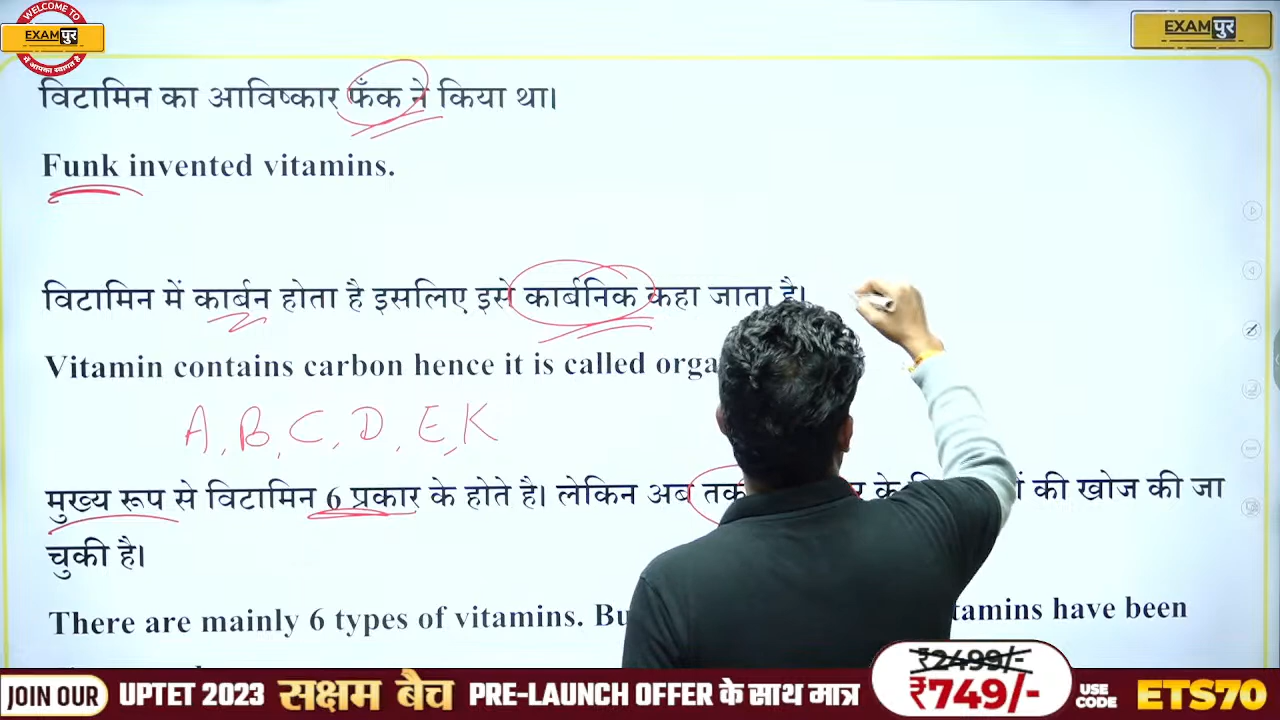 WELCOME TO
EXAMपुर
में आपका स्वागत है
EXAMपुर
विटामिन का आविष्कार फँक ने किया था।
Funk invented vitamins.
विटामिन में कार्बन होता है इसलिए इसे कार्बनिक कहा जाता है।
Vitamin contains carbon hence it is called orga
A, B, C, D, E, K
मुख्य रूप से विटामिन 6 प्रकार के होते है। लेकिन अब तक के की खोज की जा
चुकी है।
There are mainly 6 types of vitamins. Bu tamins have been
JOIN OUR UPTET 2023 सक्षम बैच PRE-LAUNCH OFFER के साथ मात्र ₹2499/- ₹749/- USE CODE ETS70